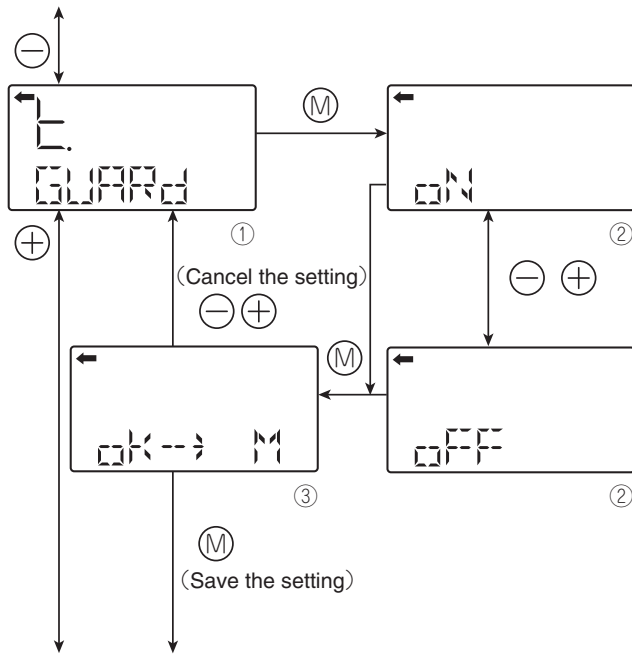 −
t.
GUARd
①
+
M
oN
②
− +
(Cancel the setting)
− +
M
oFF
②
oK--→ M
③
M
(Save the setting)